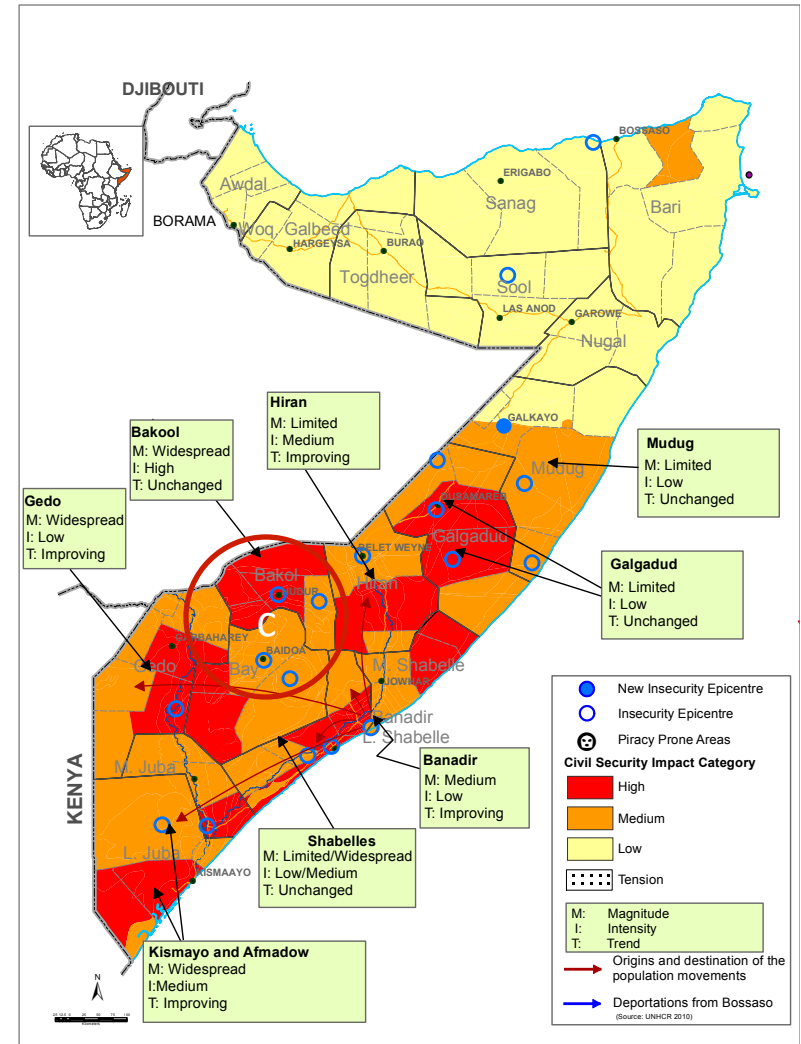 DJIBOUTI
BOSSASO
Awdal
ERIGABO
Sanag
Bari
BORAMA
Woq Galbeed
HARGEYSA
BURAO
Togdheer
Sool
LAS ANOD
GAROWE
Nugal
GALKAYO
Hiran
M: Limited
I: Medium
T: Improving
Bakool
M: Widespread
I: High
T: Unchanged
Mudug
M: Limited
I: Low
T: Unchanged
Mudug
Gedo
M: Widespread
I: Low
T: Improving
DUSAMAREB
Galgadud
BELET WEYNE
Galgadud
M: Limited
I: Low
T: Unchanged
Bakol
HUDUR
Hiran
C
GARBAHAREY
Gedo
Bay
BAIDOA
M. Shabelle
JOWHAR
Banadir
L. Shabelle
KENYA
M. Juba
L. Juba
KISMAAYO
Banadir
M: Medium
I: Low
T: Improving
Shabelles
M: Limited/Widespread
I: Low/Medium
T: Unchanged
Kismayo and Afmadow
M: Widespread
I:Medium
T: Improving
N
Kilometers
New Insecurity Epicentre
Insecurity Epicentre
Piracy Prone Areas
Civil Security Impact Category
High
Medium
Low
Tension
M: Magnitude
I: Intensity
T: Trend
Origins and destination of the
population movements
Deportations from Bossaso
(Source: UNHCR 2010)